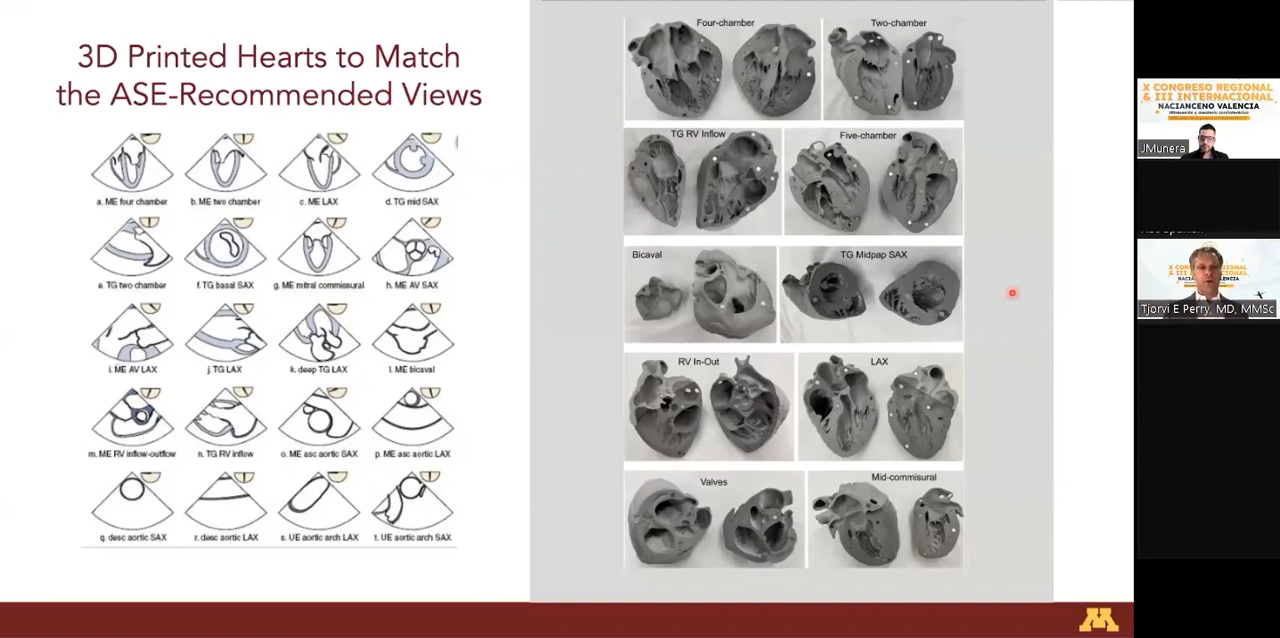 3D Printed Hearts to Match
the ASE-Recommended Views
a. ME four chamber
b. ME two chamber
c. ME LAX
d. TG mid SAX
e. TG two chamber
f. TG basal SAX
g. ME mitral commissural
h. ME AV SAX
i. ME AV LAX
j. TG LAX
k. deep TG LAX
l. ME bicaval
m. ME RV inflow-outflow
n. TG RV inflow
o. ME asc aortic SAX
p. ME asc aortic LAX
q. desc aortic SAX
r. desc aortic LAX
s. UE aortic arch LAX
t. UE aortic arch SAX
Four-chamber
Two-chamber
TG RV Inflow
Five-chamber
Bicaval
TG Midpap SAX
RV In-Out
LAX
Valves
Mid-commisural
M
X CONGRESO REGIONAL
& III INTERNACIONAL
NACIANCENO VALENCIA
JMunera
X CONGRESO REGIONAL
Tjorvi E Perry, MD, MMSc